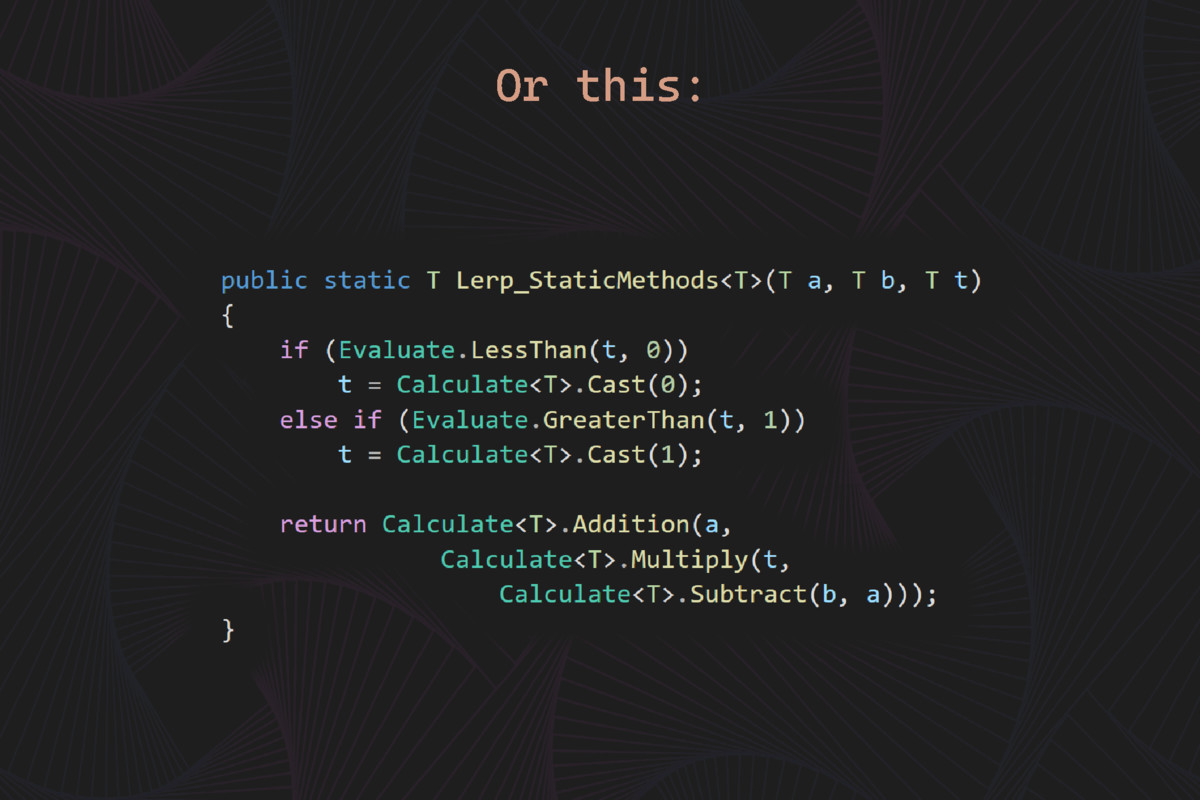 Or this:
public static T Lerp_StaticMethods<T>(T a, T b, T t)
{
if (Evaluate.LessThan(t, 0))
t = Calculate<T>.Cast(0);
else if (Evaluate.GreaterThan(t, 1))
t = Calculate<T>.Cast(1);
return Calculate<T>.Addition(a,
Calculate<T>.Multiply(t,
Calculate<T>.Subtract(b, a)));
}